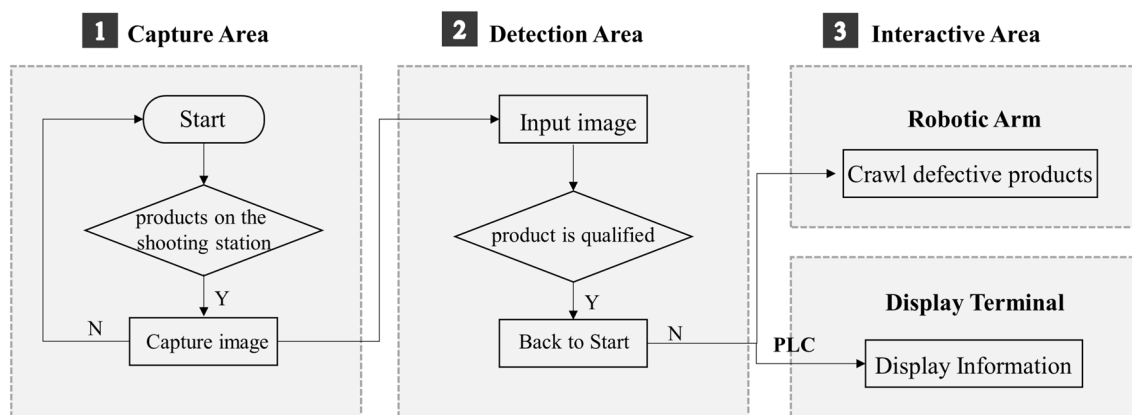 1 Capture Area
Start
products on the
shooting station
Y
N
Capture image
2 Detection Area
Input image
product is qualified
Y
Back to Start
N
PLC
3 Interactive Area
Robotic Arm
Crawl defective products
Display Terminal
Display Information